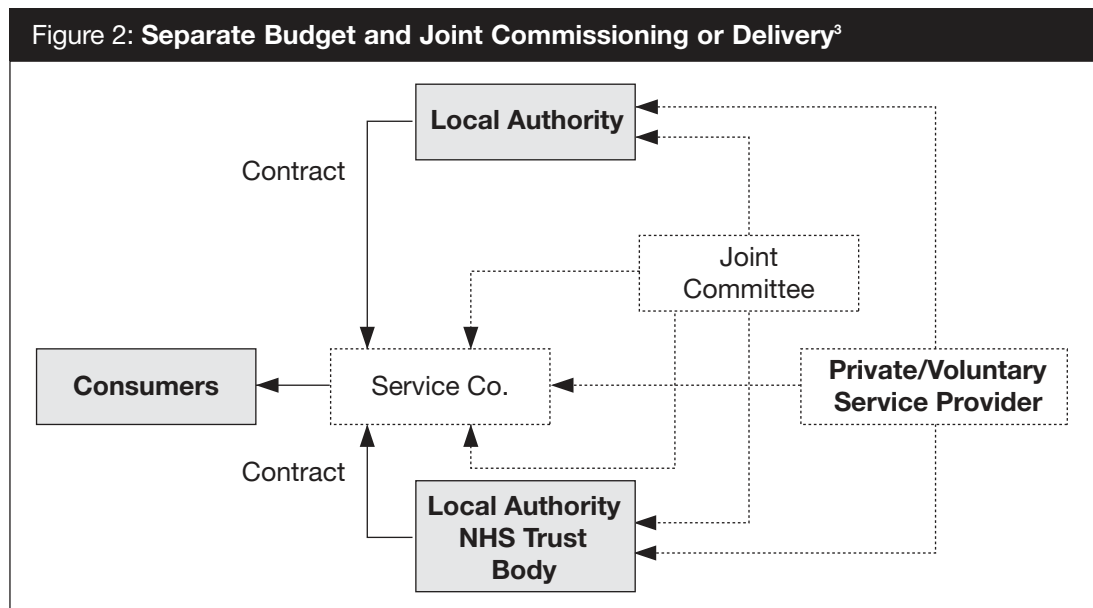 Figure 2: Separate Budget and Joint Commissioning or Delivery³
Local Authority
Contract
Joint
Committee
Consumers
Service Co.
Private/Voluntary
Service Provider
Contract
Local Authority
NHS Trust
Body